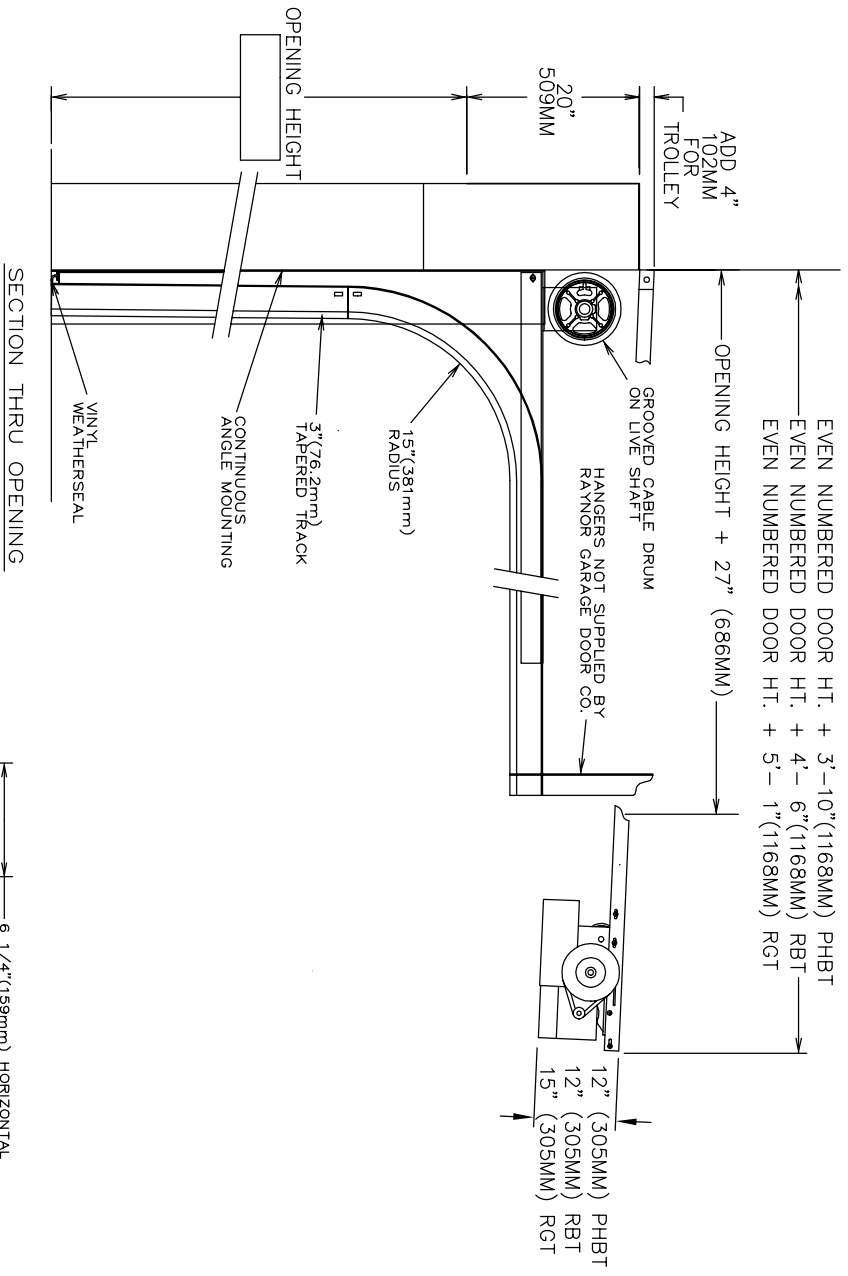 EVEN NUMBERED DOOR HT. + 3'-10"(1168MM) PHBT
EVEN NUMBERED DOOR HT. + 4'- 6"(1168MM) RBT
EVEN NUMBERED DOOR HT. + 5'- 1"(1168MM) RGT
OPENING HEIGHT + 27" (686MM)
ADD 4"
102MM
FOR
TROLLEY
20"
509MM
OPENING HEIGHT
GROOVED CABLE DRUM
ON LIVE SHAFT
HANGERS NOT SUPPLIED BY
RAYNOR GARAGE DOOR CO.
12" (305MM) PHBT
12" (305MM) RBT
15" (305MM) RGT
15"(381mm)
RADIUS
3"(76.2mm)
TAPERED TRACK
CONTINUOUS
ANGLE MOUNTING
VINYL
WEATHERSEAL
SECTION THRU OPENING
6 1/4"(159mm) HORIZONTAL